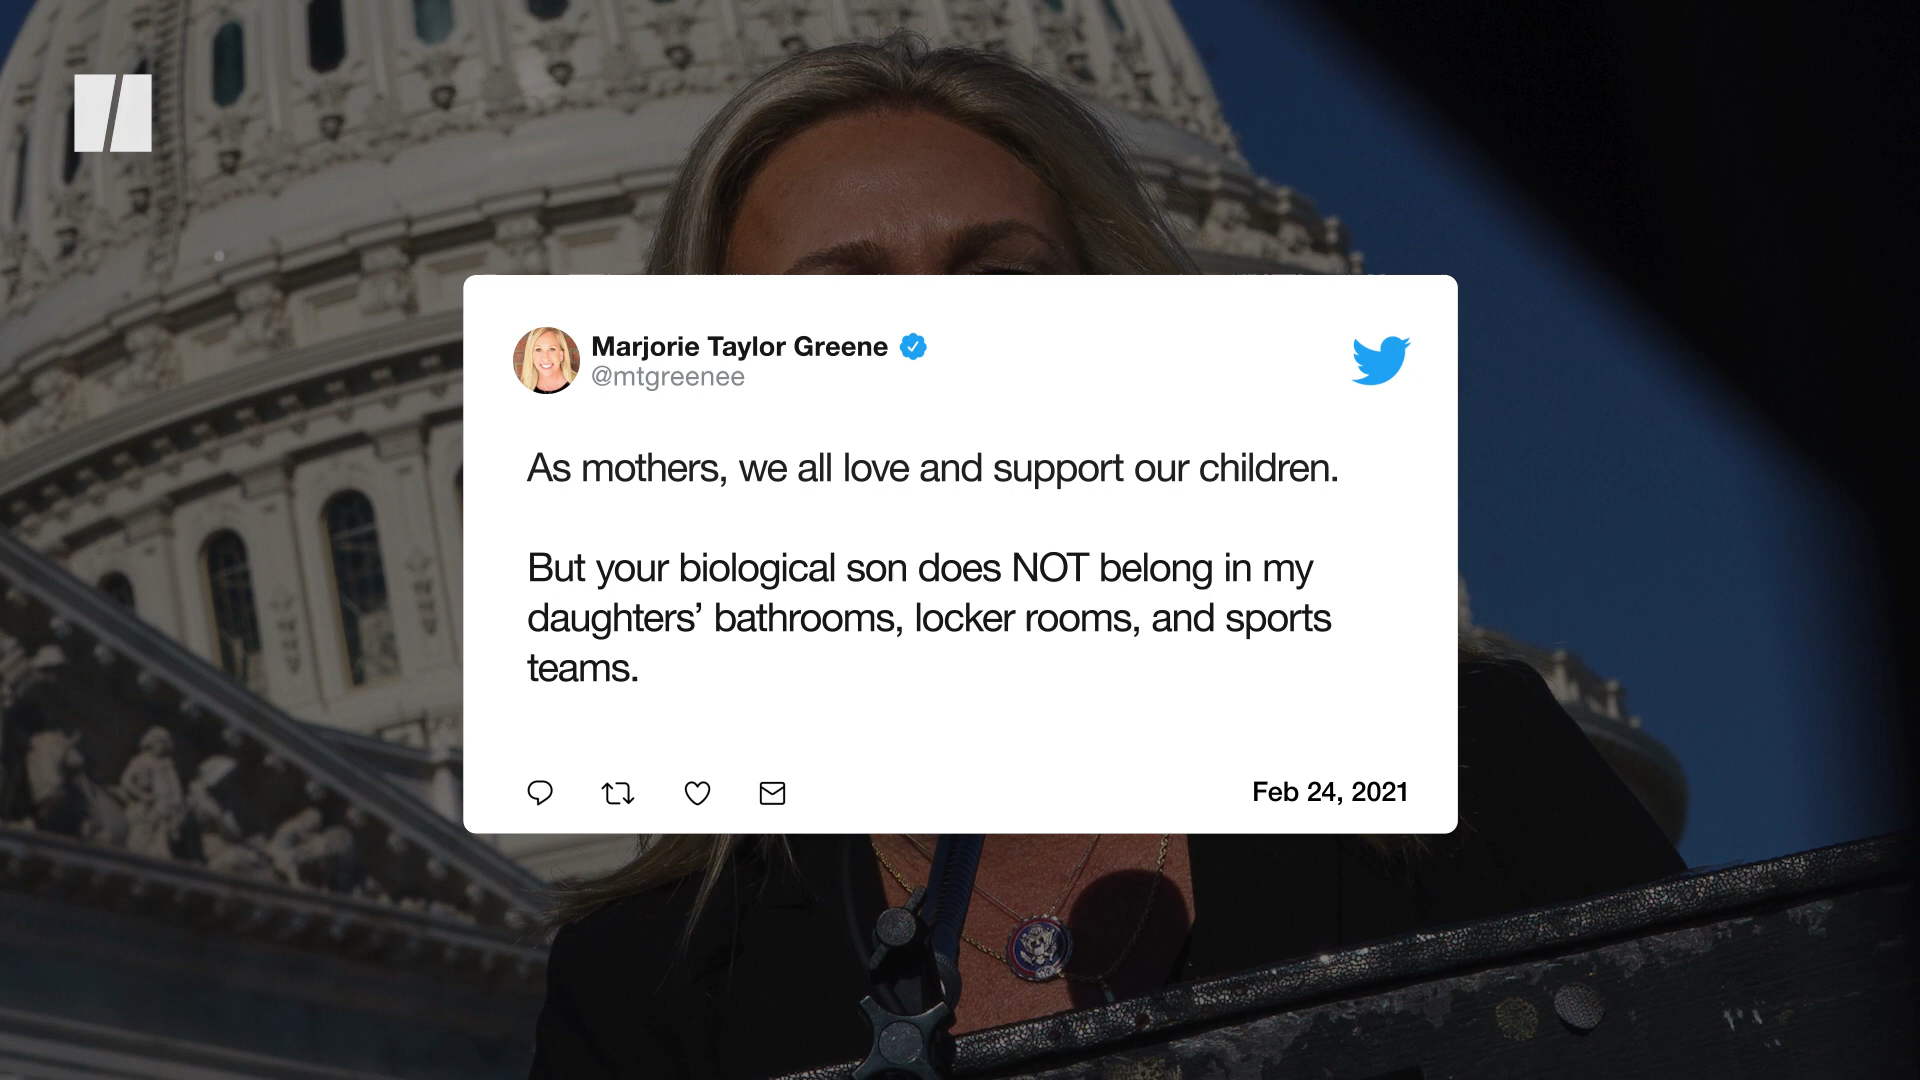 Marjorie Taylor Greene
@mtgreenee
As mothers, we all love and support our children.
But your biological son does NOT belong in my
daughters’ bathrooms, locker rooms, and sports
teams.
Feb 24, 2021